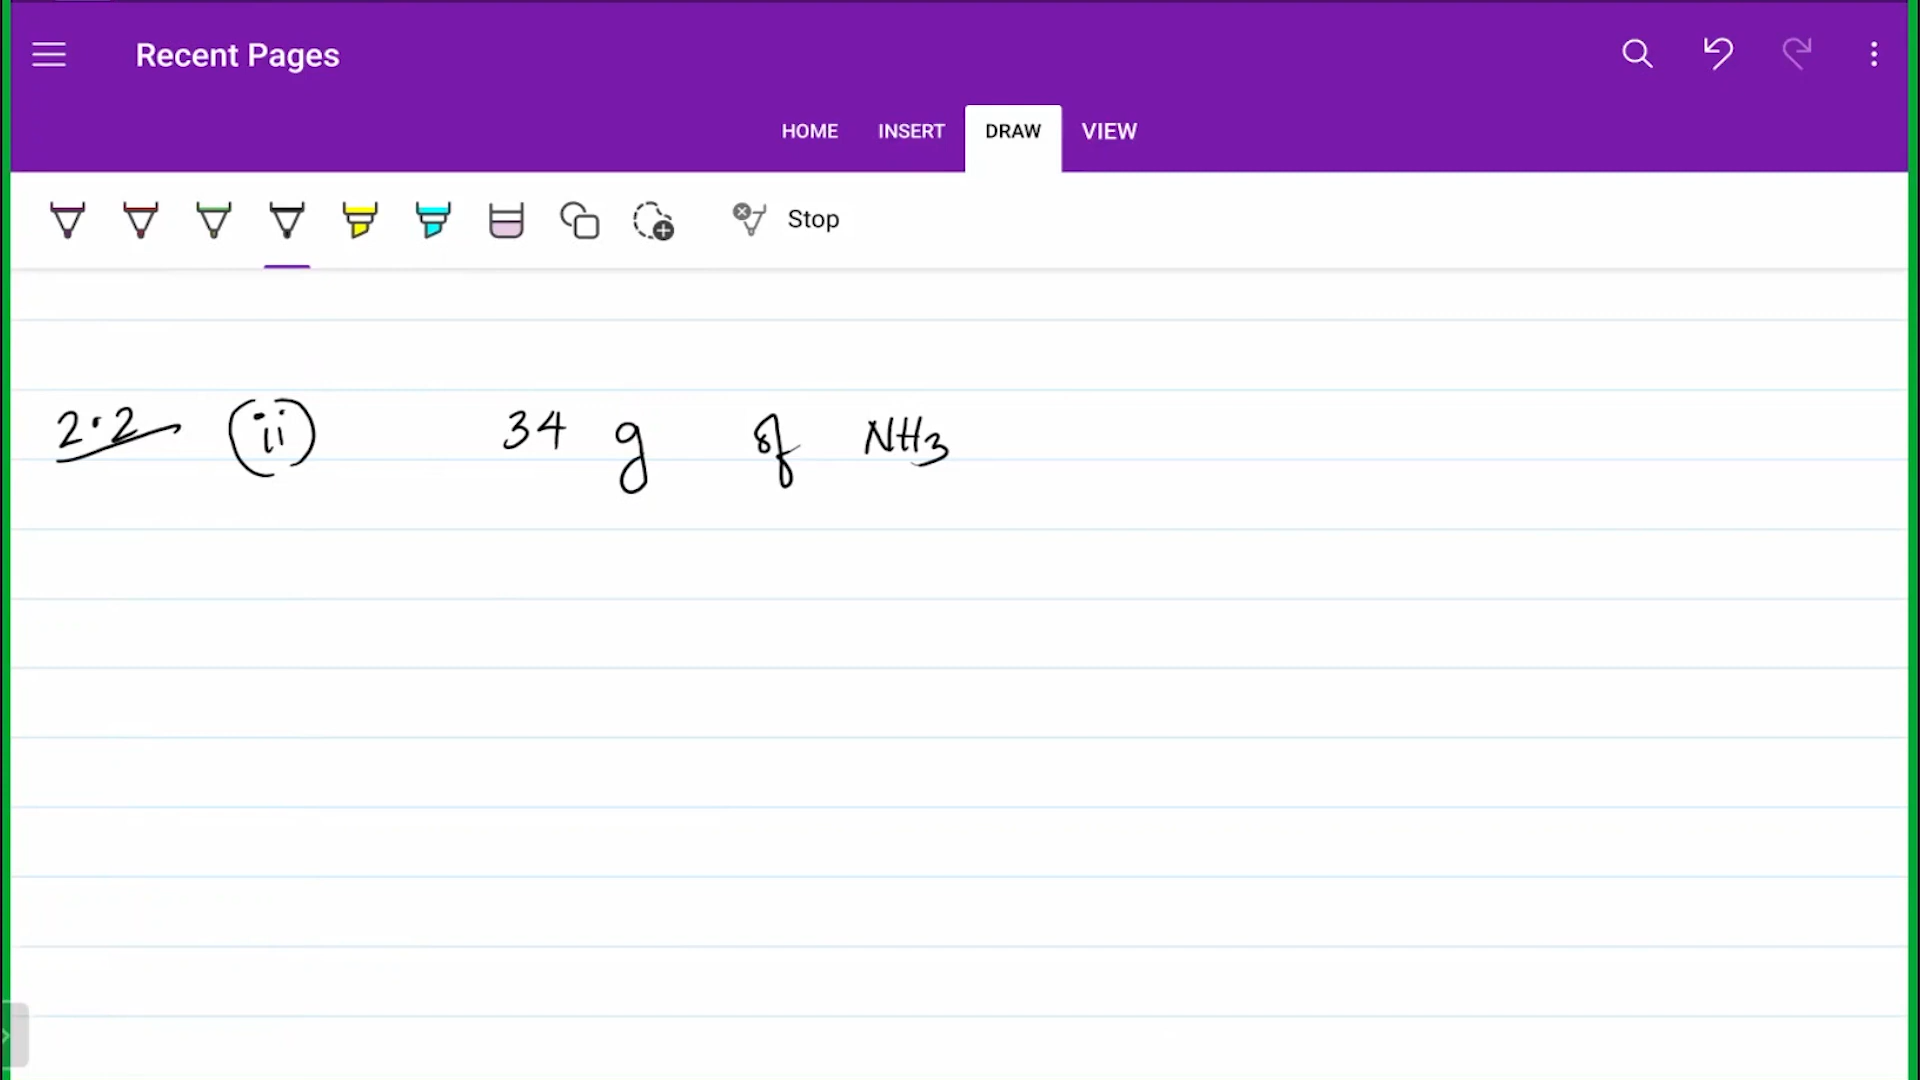 Recent Pages
HOME INSERT DRAW VIEW
Stop
2.2 (ii) 34 g of NH3